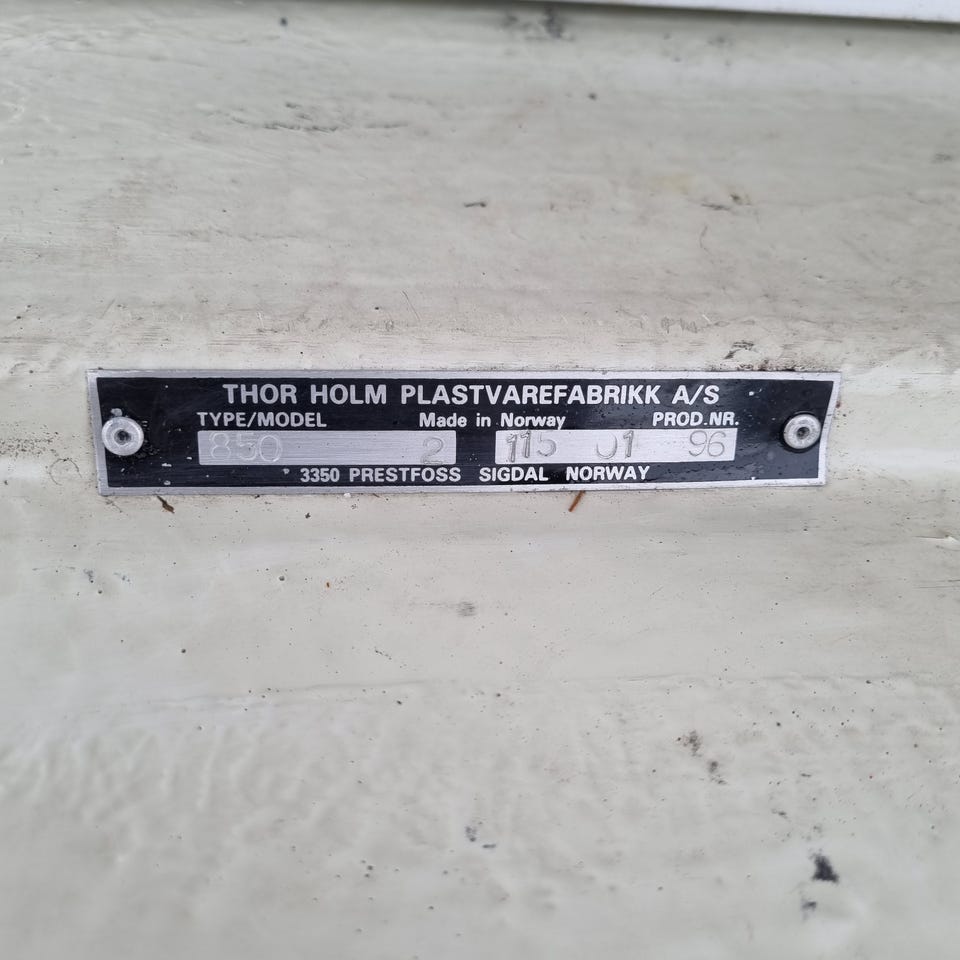 THOR HOLM PLASTVAREFABRIKK A/S
TYPE/MODEL Made in Norway PROD.NR.
850 2 115 01 96
3350 PRESTFOSS SIGDAL NORWAY